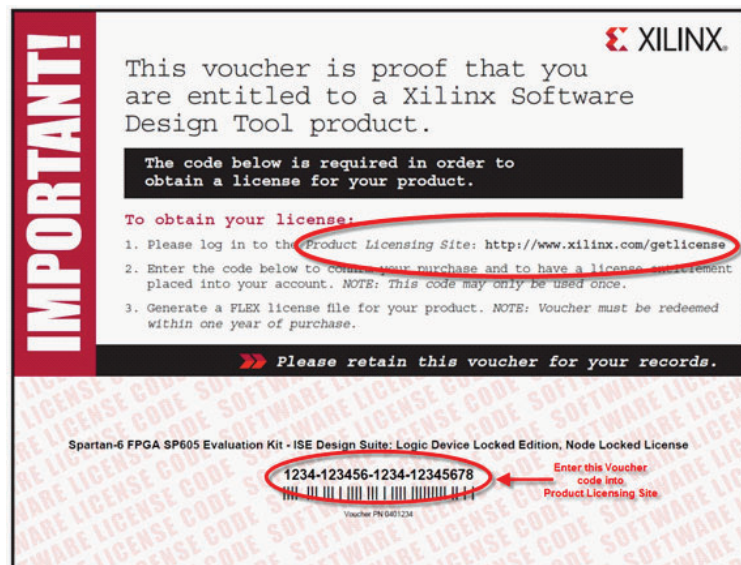 IMPORTANT!
XILINX®
This voucher is proof that you
are entitled to a Xilinx Software
Design Tool product.
The code below is required in order to
obtain a license for your product.
To obtain your license:
1. Please log in to the Product Licensing Site: http://www.xilinx.com/getlicense
2. Enter the code below to confirm your purchase and to have a license entitlement
placed into your account. NOTE: This code may only be used once.
3. Generate a FLEX license file for your product. NOTE: Voucher must be redeemed
within one year of purchase.
Please retain this voucher for your records.
Spartan-6 FPGA SP605 Evaluation Kit - ISE Design Suite: Logic Device Locked Edition, Node Locked License
1234-123456-1234-12345678
Enter this Voucher
code into
Product Licensing Site
Voucher PN 0401234